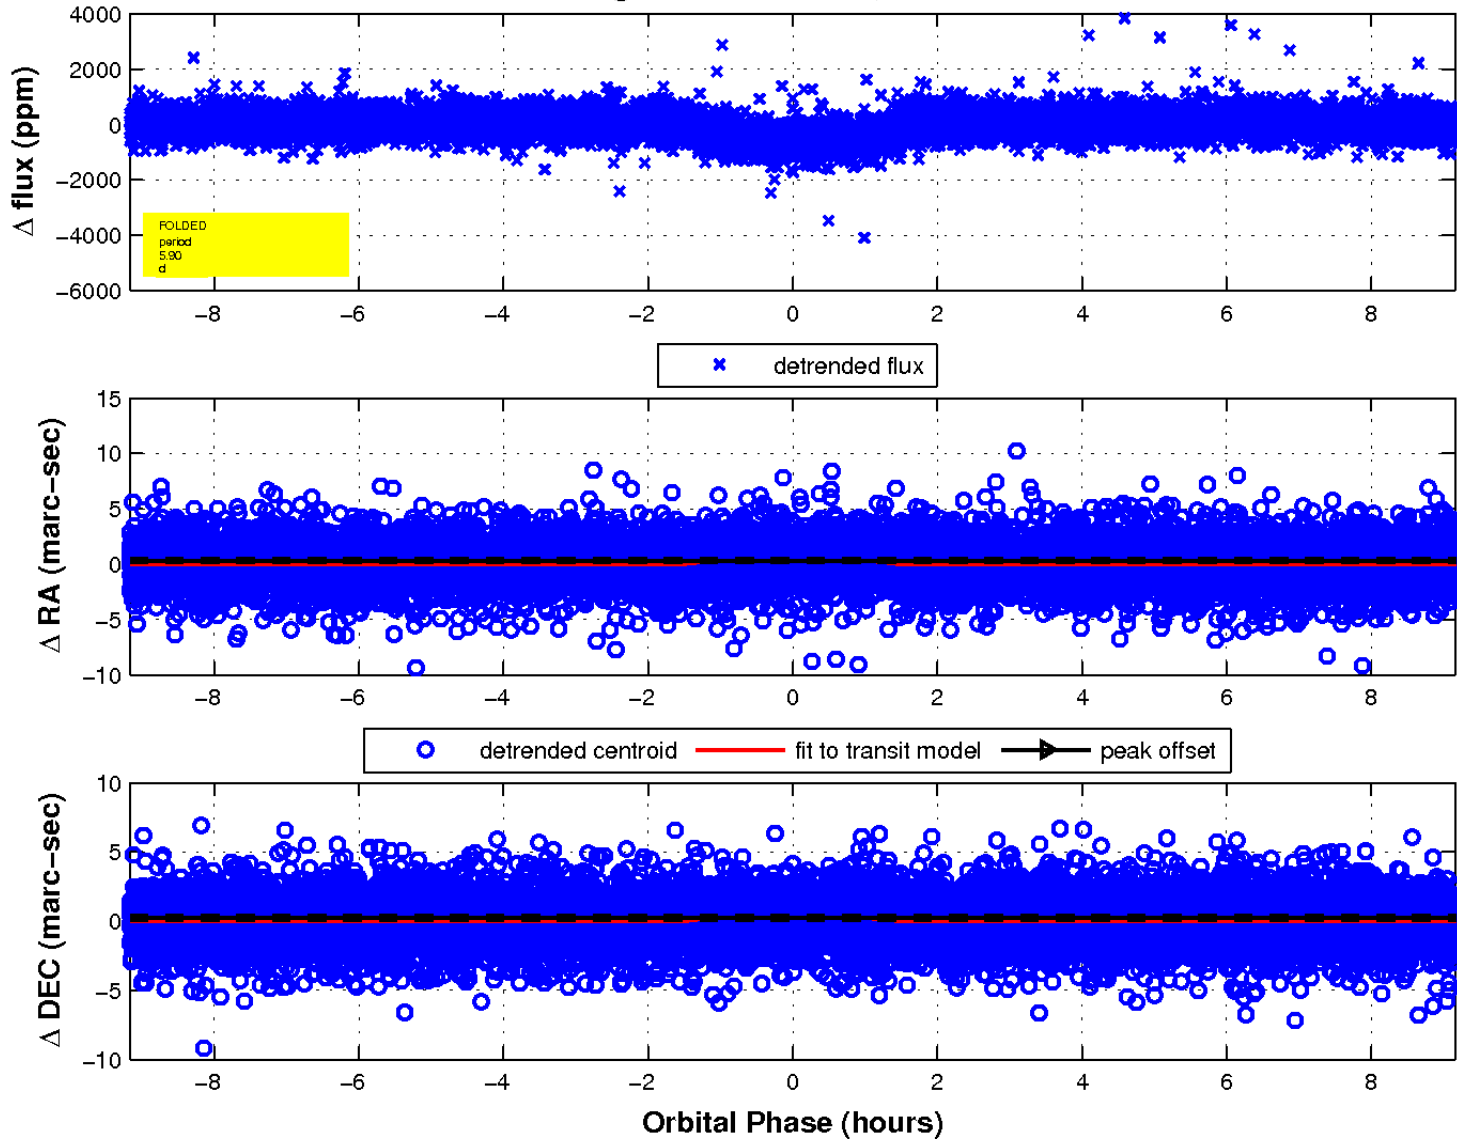 4000
2000
0
−2000
−4000
−6000
Δ flux (ppm)
FOLDED
period
5.90
d
−8 −6 −4 −2 0 2 4 6 8
detrended flux
15
10
5
0
−5
−10
Δ RA (marc−sec)
−8 −6 −4 −2 0 2 4 6 8
detrended centroid fit to transit model peak offset
10
5
0
−5
−10
Δ DEC (marc−sec)
−8 −6 −4 −2 0 2 4 6 8
Orbital Phase (hours)